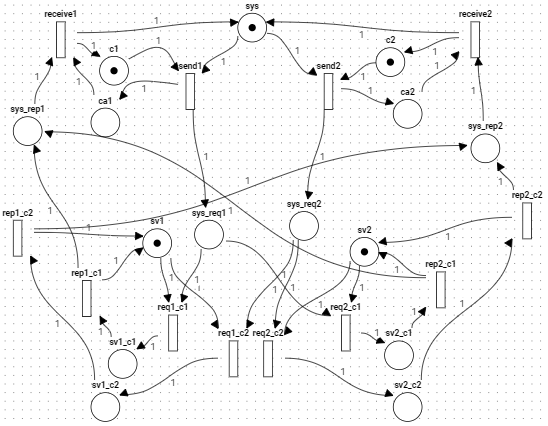 sys
receive1
receive2
1
1
c1
c2
1
1
1
1
1
1
send1
send2
1
1
1
1
1
1
ca1
ca2
sys_rep1
sys_rep2
1
1
1
1
rep2_c2
sys_req2
rep1_c2
sys_req1
sv1
sv2
1
1
1
rep1_c1
rep2_c1
1
1
1
1
1
1
1
1
1
req1_c1
req2_c1
1
req1_c2
req2_c2
1
1
sv1_c1
sv2_c1
1
1
1
1
sv1_c2
sv2_c2
1
1